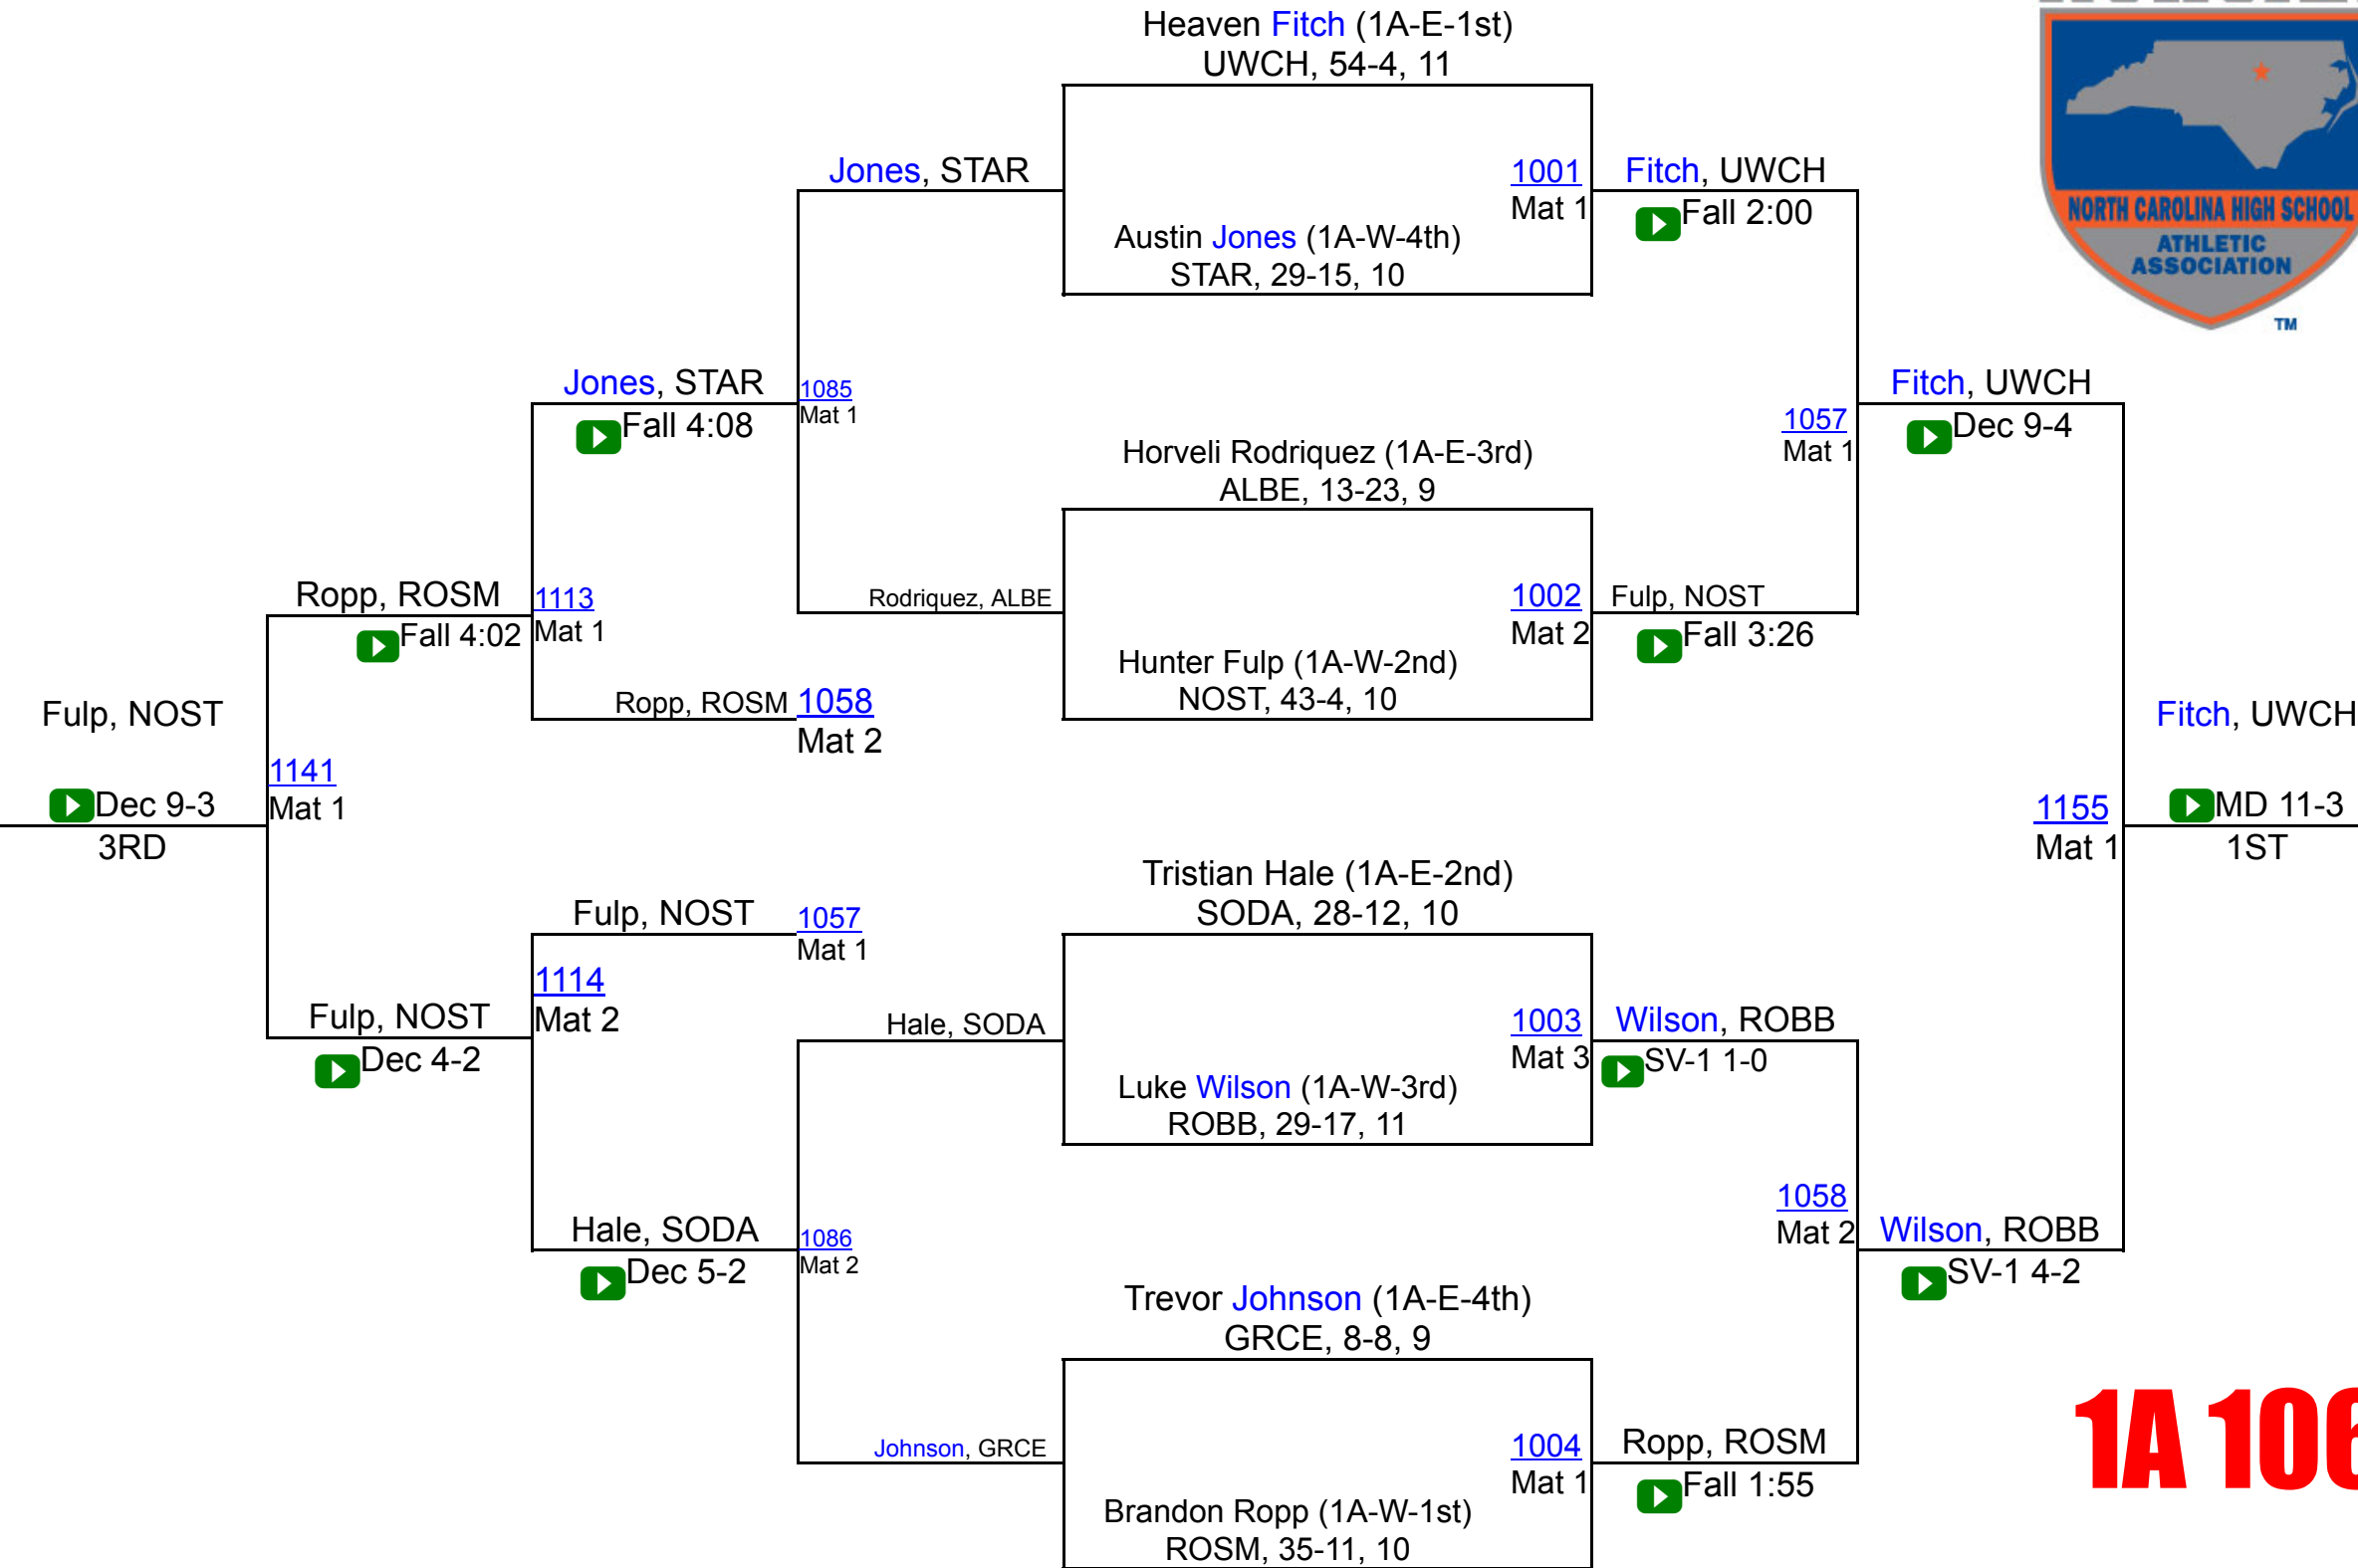 Heaven Fitch (1A-E-1st)
UWCH, 54-4, 11
Jones, STAR
1001
Mat 1
Fitch, UWCH
Fall 2:00
Austin Jones (1A-W-4th)
STAR, 29-15, 10
NORTH CAROLINA HIGH SCHOOL
ATHLETIC
ASSOCIATION
TM
Jones, STAR
Fall 4:08
1085
Mat 1
Fitch, UWCH
Dec 9-4
1057
Mat 1
Horveli Rodriquez (1A-E-3rd)
ALBE, 13-23, 9
Ropp, ROSM
Fall 4:02
1113
Mat 1
Rodriquez, ALBE
1002
Mat 2
Fulp, NOST
Fall 3:26
Hunter Fulp (1A-W-2nd)
NOST, 43-4, 10
Ropp, ROSM
1058
Mat 2
Fulp, NOST
Dec 9-3
3RD
1141
Mat 1
Fitch, UWCH
MD 11-3
1ST
1155
Mat 1
Tristian Hale (1A-E-2nd)
SODA, 28-12, 10
Fulp, NOST
1057
Mat 1
1114
Mat 2
Fulp, NOST
Dec 4-2
Hale, SODA
1003
Mat 3
Wilson, ROBB
SV-1 1-0
Luke Wilson (1A-W-3rd)
ROBB, 29-17, 11
Hale, SODA
Dec 5-2
1086
Mat 2
1058
Mat 2
Wilson, ROBB
SV-1 4-2
Trevor Johnson (1A-E-4th)
GRCE, 8-8, 9
Johnson, GRCE
1004
Mat 1
Ropp, ROSM
Fall 1:55
Brandon Ropp (1A-W-1st)
ROSM, 35-11, 10
1A 106